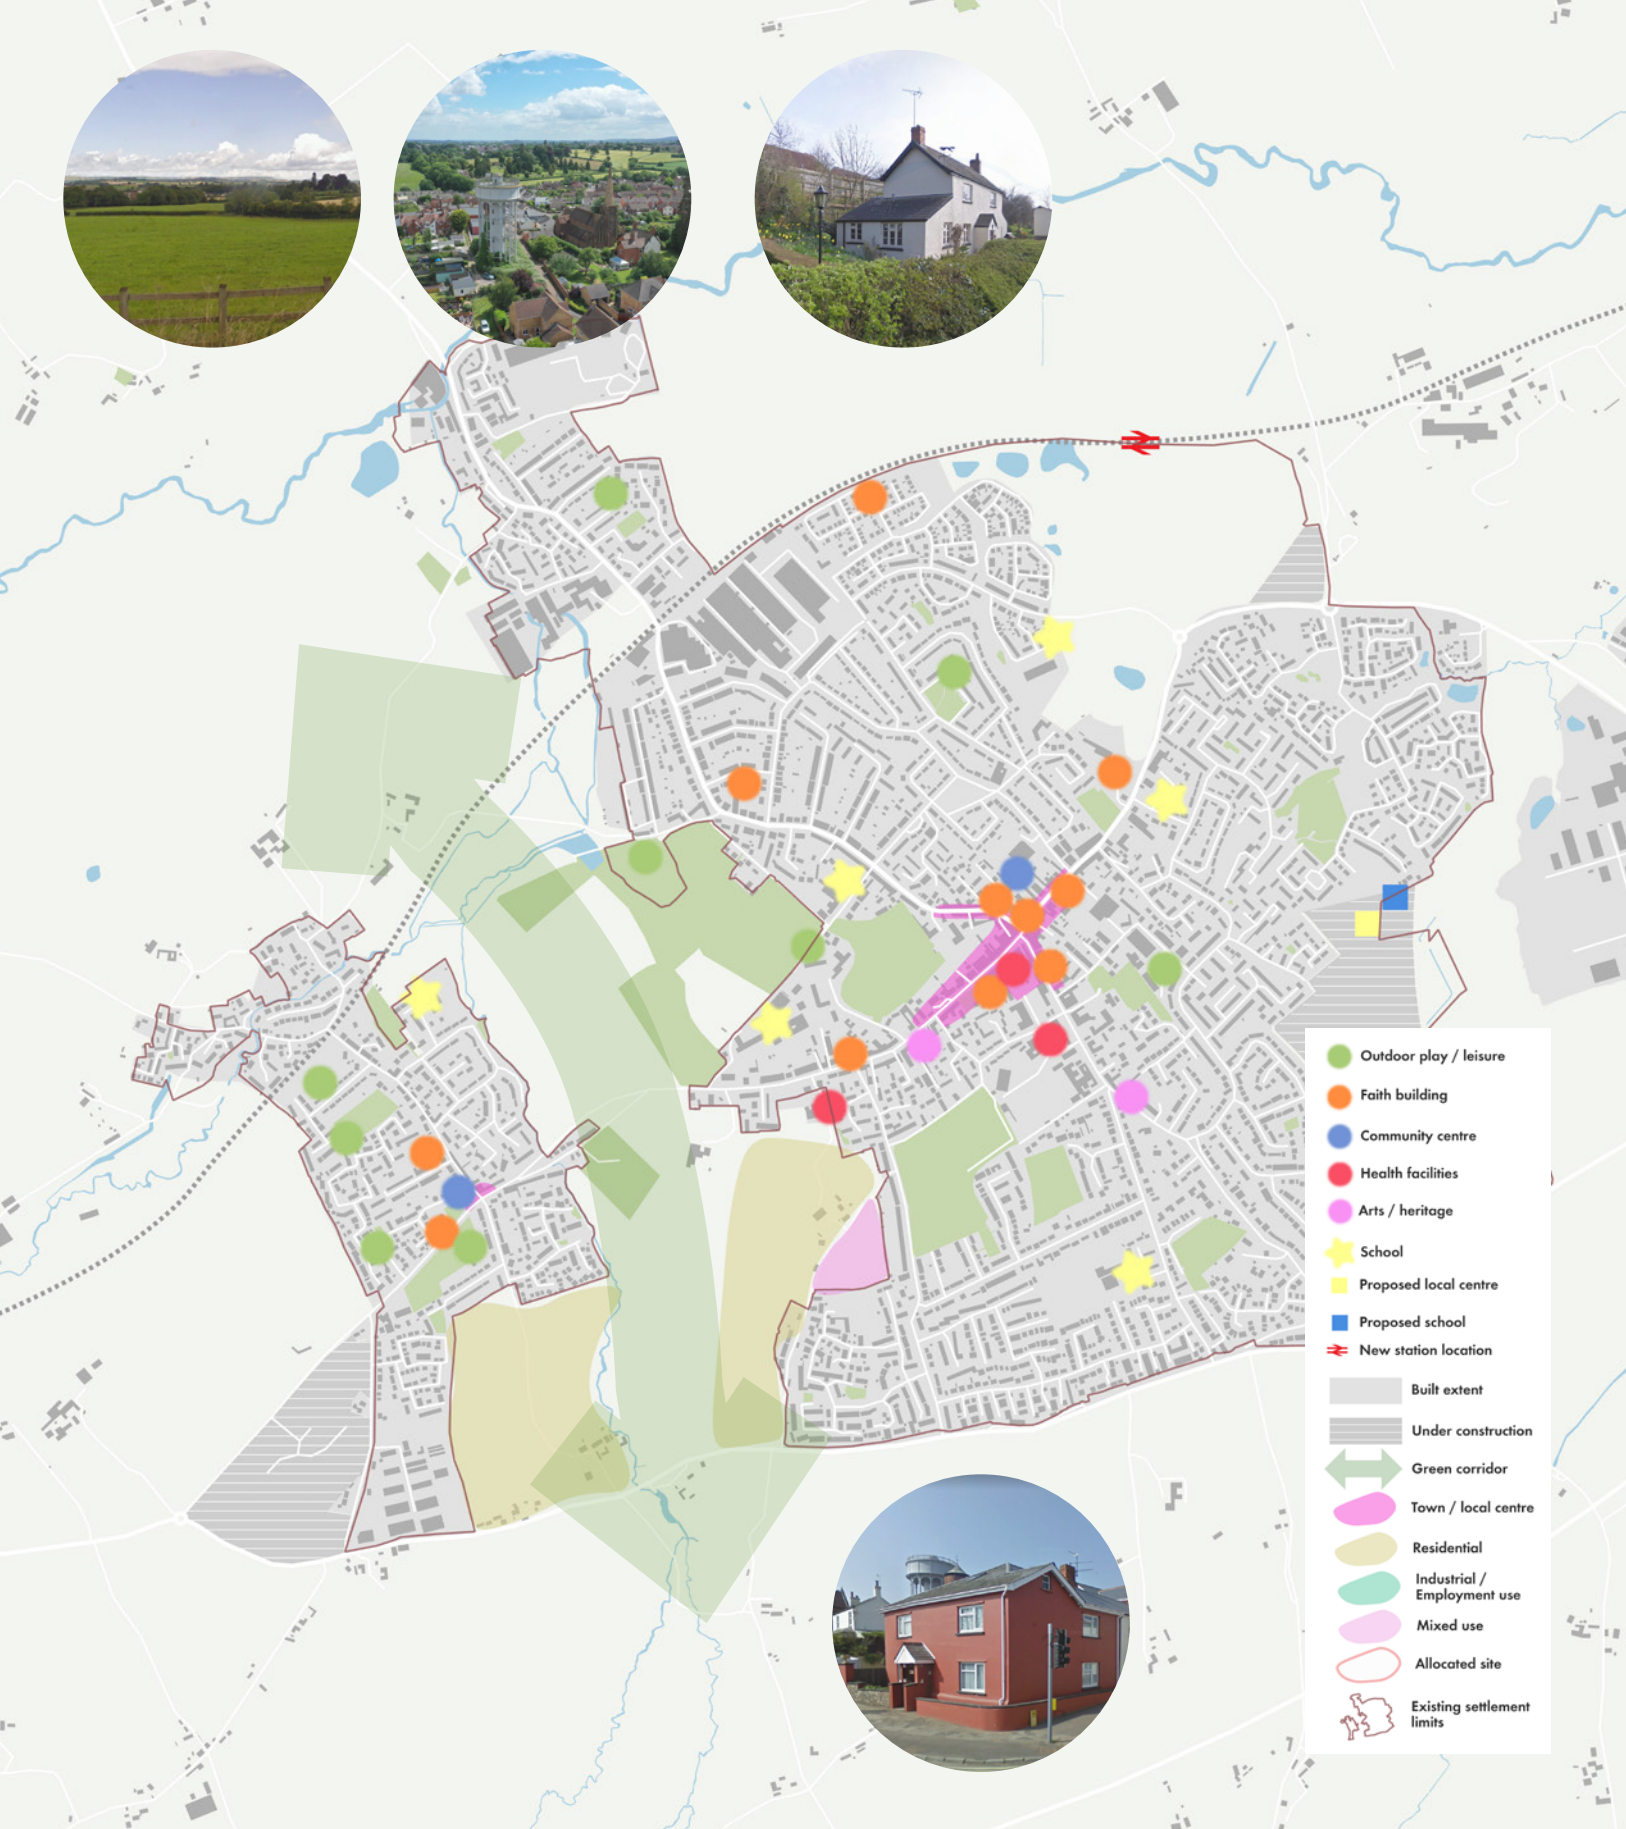 Outdoor play / leisure
Faith building
Community centre
Health facilities
Arts / heritage
School
Proposed local centre
Proposed school
New station location
Built extent
Under construction
Green corridor
Town / local centre
Residential
Industrial /
Employment use
Mixed use
Allocated site
Existing settlement
limits